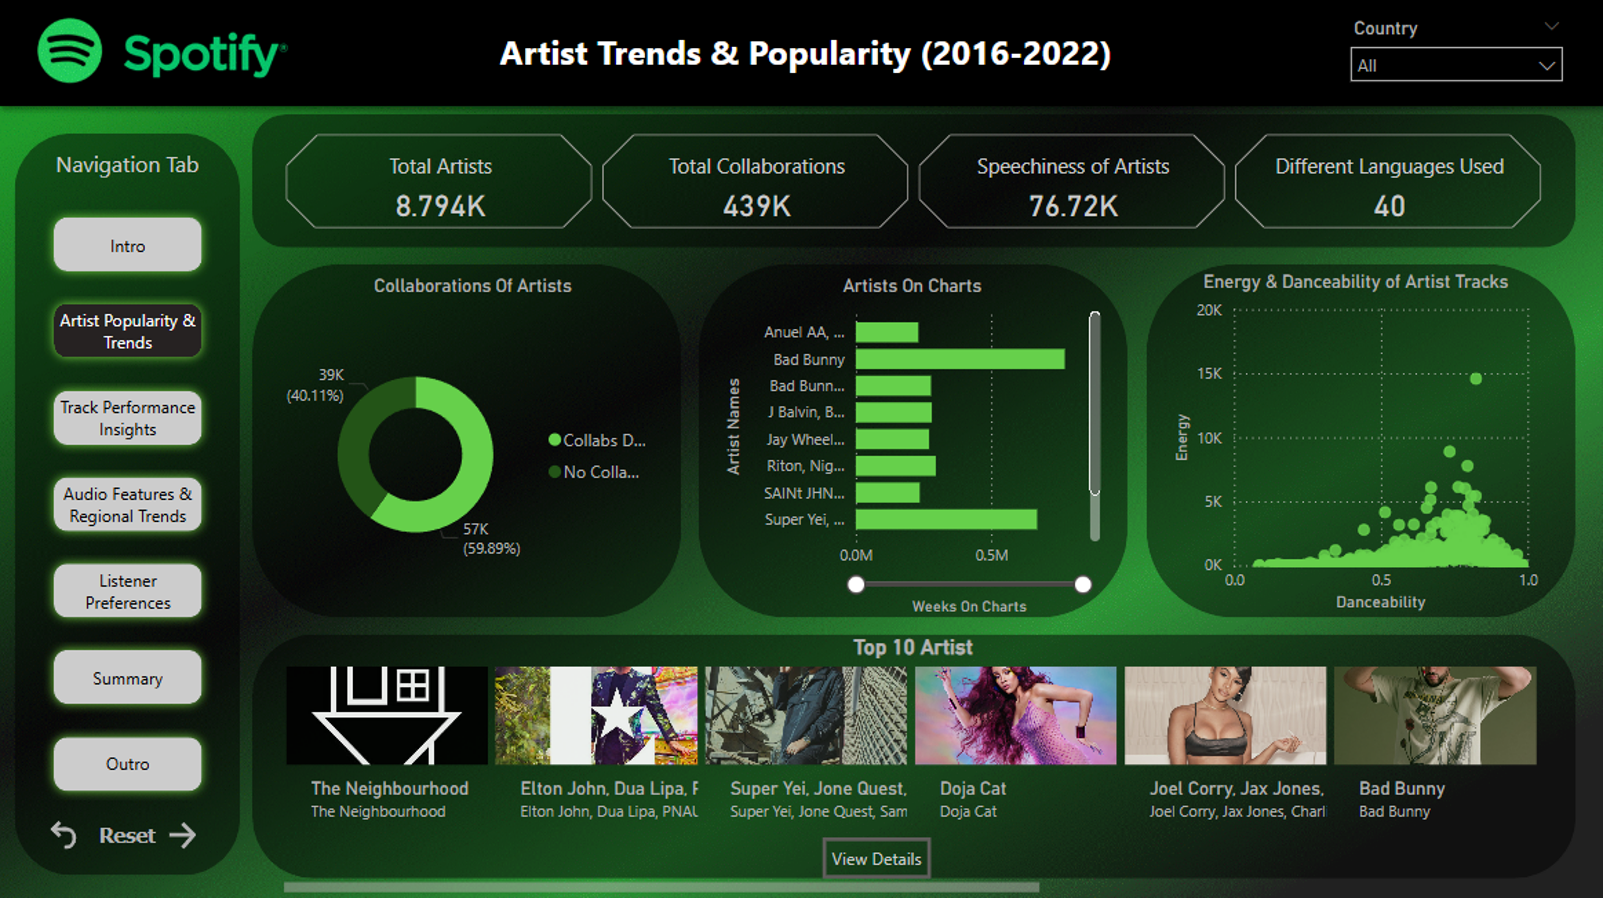 Spotify®
Artist Trends & Popularity (2016-2022)
Country
All
Navigation Tab
Intro
Artist Popularity &
Trends
Track Performance
Insights
Audio Features &
Regional Trends
Listener
Preferences
Summary
Outro
Reset
Total Artists
8.794K
Total Collaborations
439K
Speechiness of Artists
76.72K
Different Languages Used
40
Collaborations Of Artists
39K
(40.11%)
57K
(59.89%)
Collabs D...
No Colla...
Artists On Charts
Artist Names
Anuel AA, ...
Bad Bunny
Bad Bunn...
J Balvin, B...
Jay Wheel...
Riton, Nig...
SAINt JHN...
Super Yei, ...
0.0M
0.5M
Weeks On Charts
Energy & Danceability of Artist Tracks
Energy
20K
15K
10K
5K
0K
0.0
0.5
1.0
Danceability
Top 10 Artist
The Neighbourhood
The Neighbourhood
Elton John, Dua Lipa, P
Elton John, Dua Lipa, PNAU
Super Yei, Jone Quest,
Super Yei, Jone Quest, Sam
Doja Cat
Doja Cat
Joel Corry, Jax Jones,
Joel Corry, Jax Jones, Charli
Bad Bunny
Bad Bunny
View Details